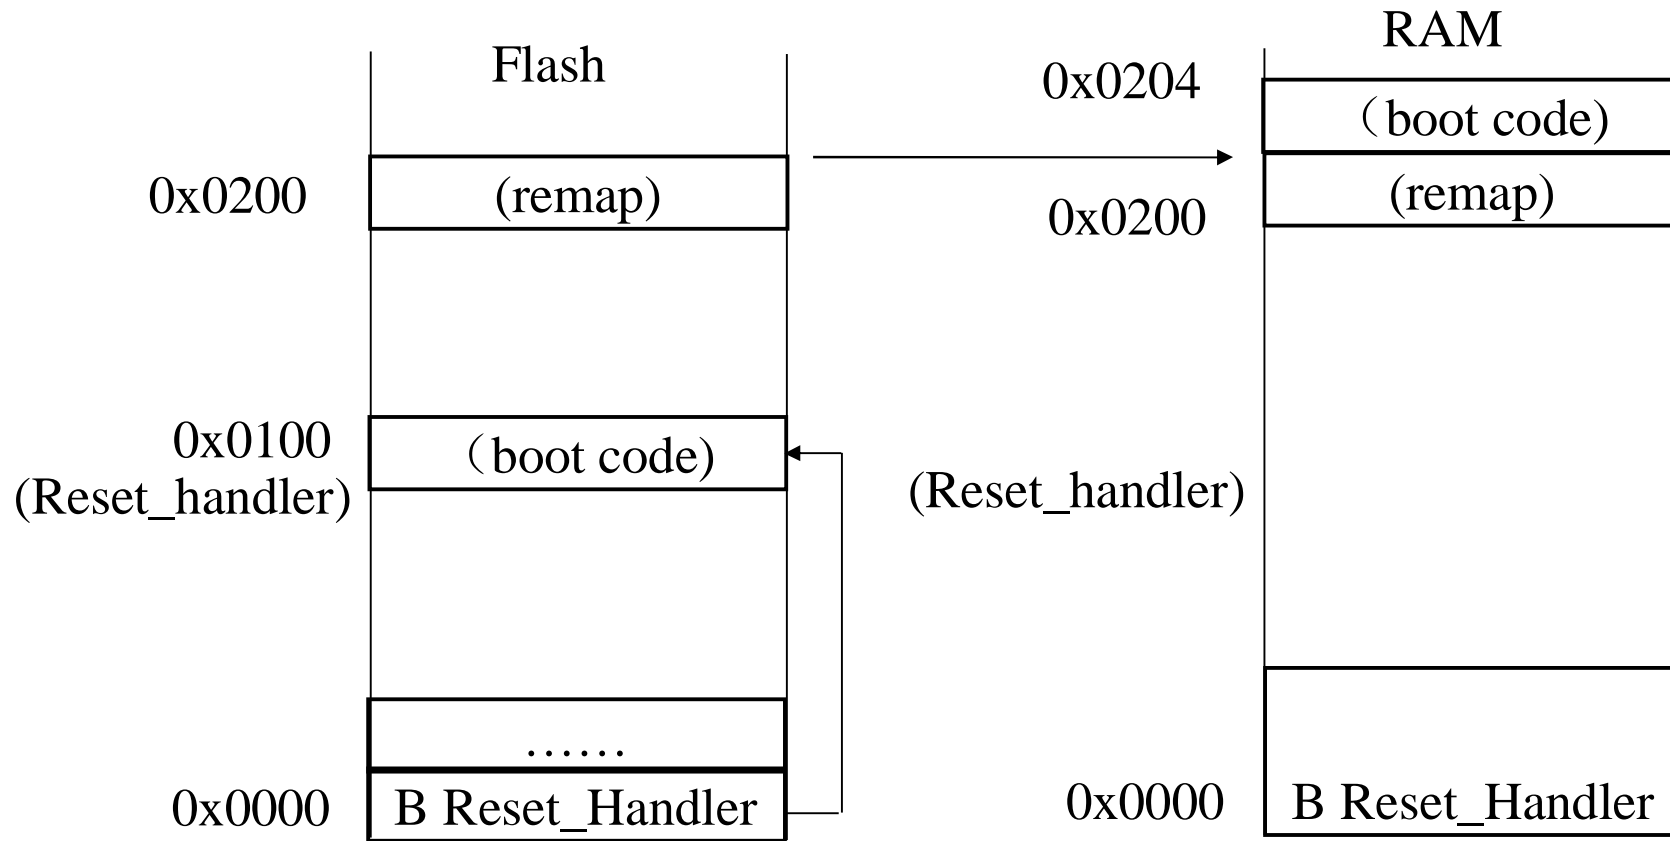 Flash
0x0200
(remap)
0x0100
(Reset_handler)
（boot code)
……
0x0000
B Reset_Handler
RAM
0x0204
（boot code)
0x0200
(remap)
(Reset_handler)
0x0000
B Reset_Handler